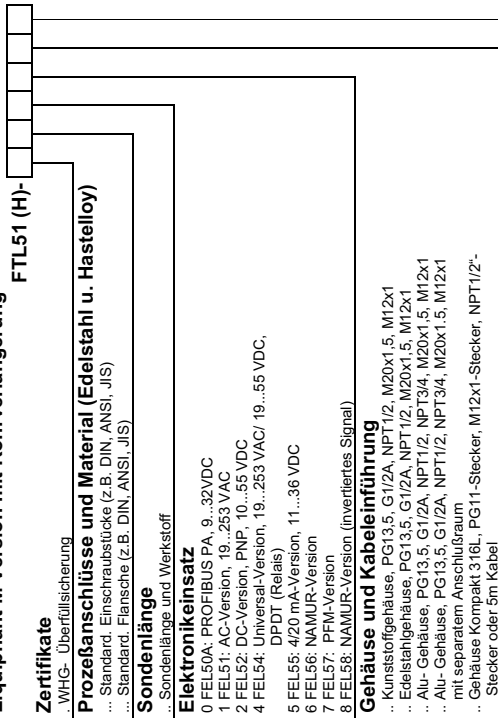 FTL51 (H)-
Zertifikate
. WHG- Überfüllsicherung
Prozeßanschlüsse und Material (Edelstahl u. Hastelloy)
... Standard. Einschraubstücke (z.B. DIN, ANSI, JIS)
... Standard. Flansche (z.B. DIN, ANSI, JIS)
Sondenlänge
.. Sondenlänge und Werkstoff
Elektronikeinsatz
0 FEL50A: PROFIBUS PA, 9...32VDC
1 FEL51: AC-Version, 19...253 VAC
2 FEL52: DC-Version, PNP, 10...55 VDC
4 FEL54: Universal-Version, 19...253 VAC/ 19...55 VDC,
DPDT (Relais)
5 FEL55: 4/20 mA-Version, 11...36 VDC
6 FEL56: NAMUR-Version
7 FEL57: PFM-Version
8 FEL58: NAMUR-Version (invertiertes Signal)
Gehäuse und Kabeleinführung
.. Kunststoffgehäuse, PG13,5, G1/2A, NPT1/2, M20x1,5, M12x1
.. Edelstahlgehäuse, PG13,5, G1/2A, NPT1/2, M20x1,5, M12x1
.. Alu- Gehäuse, PG13,5, G1/2A, NPT1/2, NPT3/4, M20x1,5, M12x1
.. Alu- Gehäuse, PG13,5, G1/2A, NPT1/2, NPT3/4, M20x1.5, M12x1
mit separatem Anschlußraum
.. Gehäuse Kompakt 316L, PG11-Stecker, M12x1-Stecker, NPT1/2"-
Stecker oder 5m Kabel